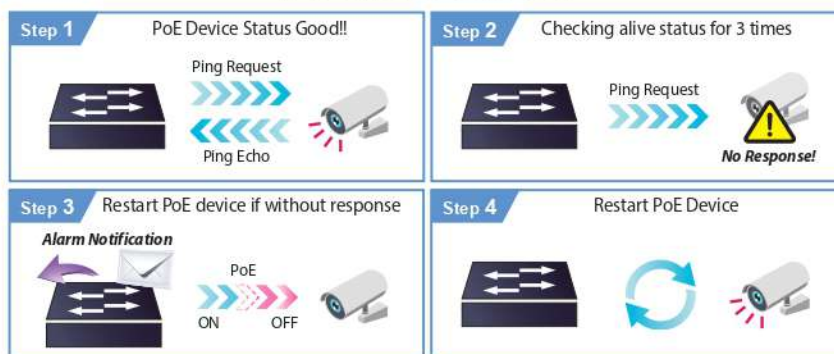 Step 1
PoE Device Status Good!!
Ping Request
Ping Echo
Step 2
Checking alive status for 3 times
Ping Request
No Response!
Step 3
Restart PoE device if without response
Alarm Notification
PoE
ON OFF
Step 4
Restart PoE Device